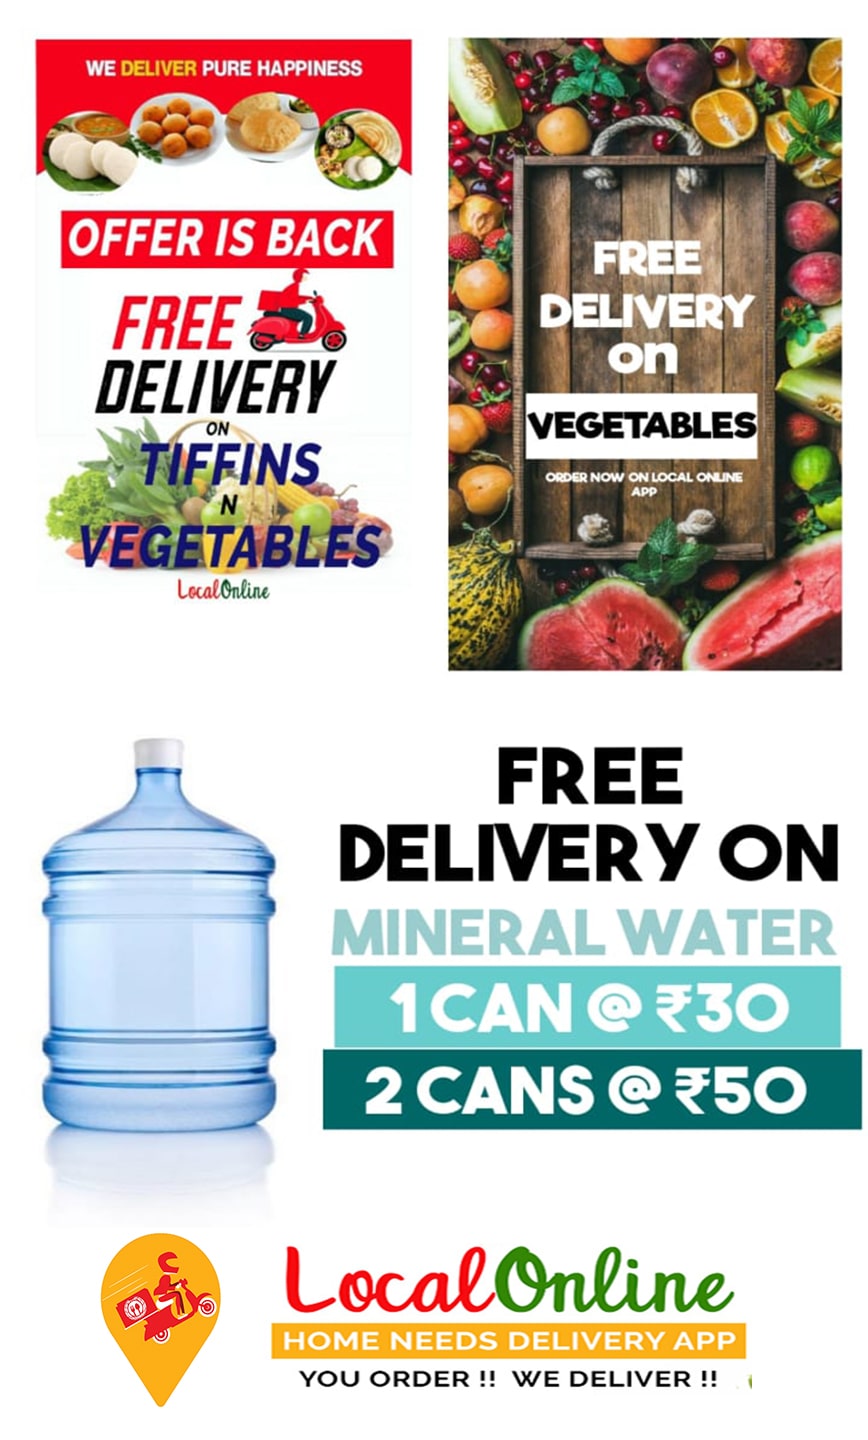 WE DELIVER PURE HAPPINESS
OFFER IS BACK
FREE
DELIVERY
ON
TIFFINS
N
VEGETABLES
LocalOnline
FREE
DELIVERY
on
VEGETABLES
ORDER NOW ON LOCAL ONLINE
APP
FREE
DELIVERY ON
MINERAL WATER
1 CAN @ ₹30
2 CANS @ ₹50
LocalOnline
HOME NEEDS DELIVERY APP
YOU ORDER !! WE DELIVER !!